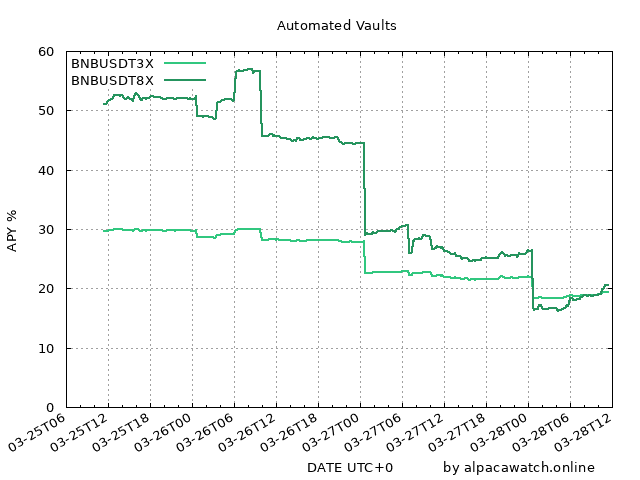 Automated Vaults
BNBUSDT3X
BNBUSDT8X
APY %
60
50
40
30
20
10
0
03-25T06
03-25T12
03-25T18
03-26T00
03-26T06
03-26T12
03-26T18
03-27T00
03-27T06
03-27T12
03-27T18
03-28T00
03-28T06
03-28T12
DATE UTC+0
by alpacawatch.online